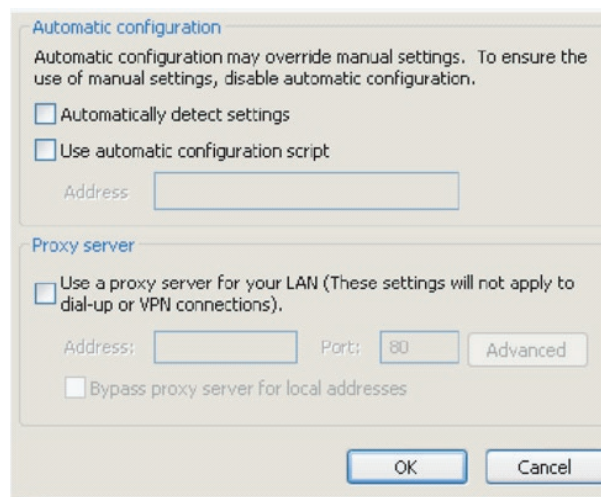 Automatic configuration
Automatic configuration may override manual settings. To ensure the
use of manual settings, disable automatic configuration.
Automatically detect settings
Use automatic configuration script
Address
Proxy server
Use a proxy server for your LAN (These settings will not apply to
dial-up or VPN connections).
Address: Port: 80 Advanced
Bypass proxy server for local addresses
OK Cancel